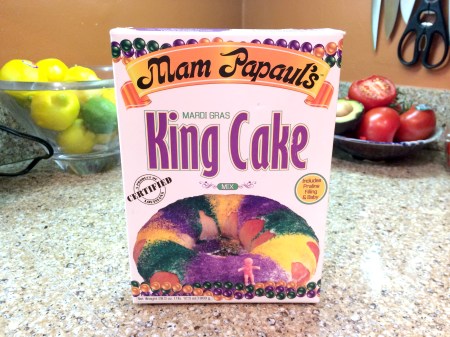 Mam Papaul's
MARDI GRAS
King Cake
MIX
CERTIFIED
Includes
Praline
Filling
& Baby